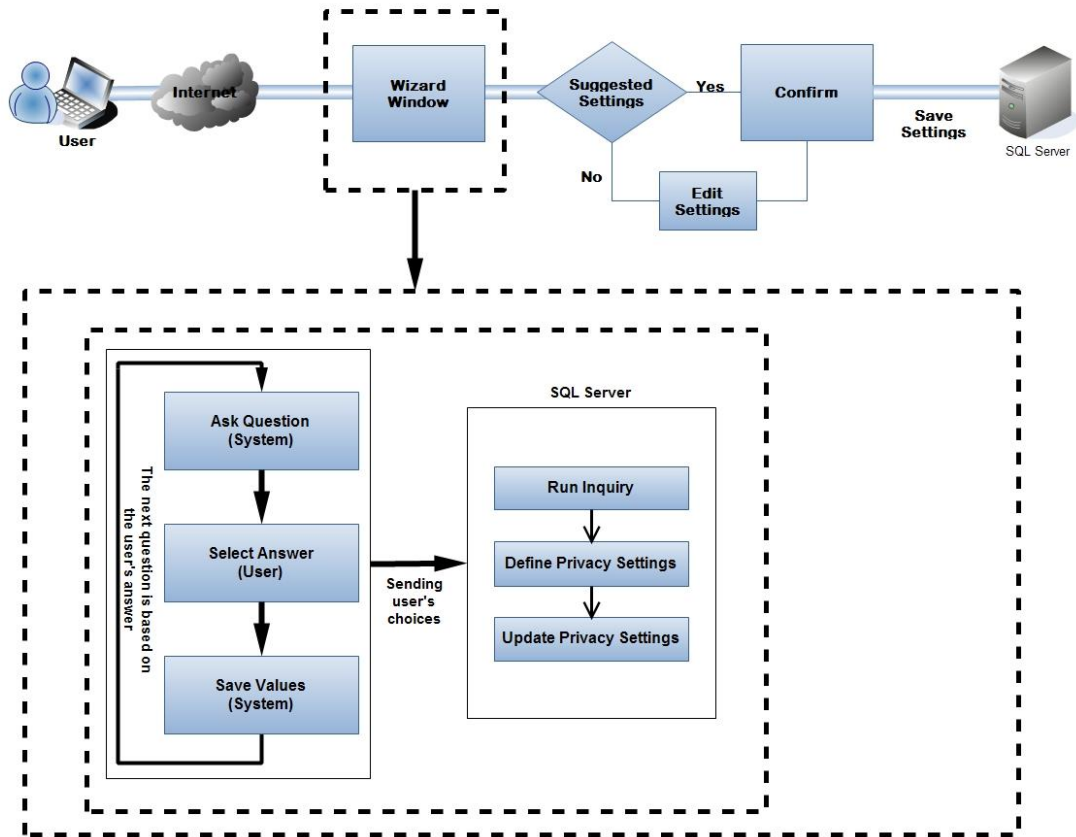 User
Internet
Wizard
Window
Suggested
Settings
Yes
No
Edit
Settings
Confirm
Save
Settings
SQL Server
The next question is based on
the user's answer
Ask Question
(System)
Select Answer
(User)
Save Values
(System)
Sending
user's
choices
SQL Server
Run Inquiry
Define Privacy Settings
Update Privacy Settings